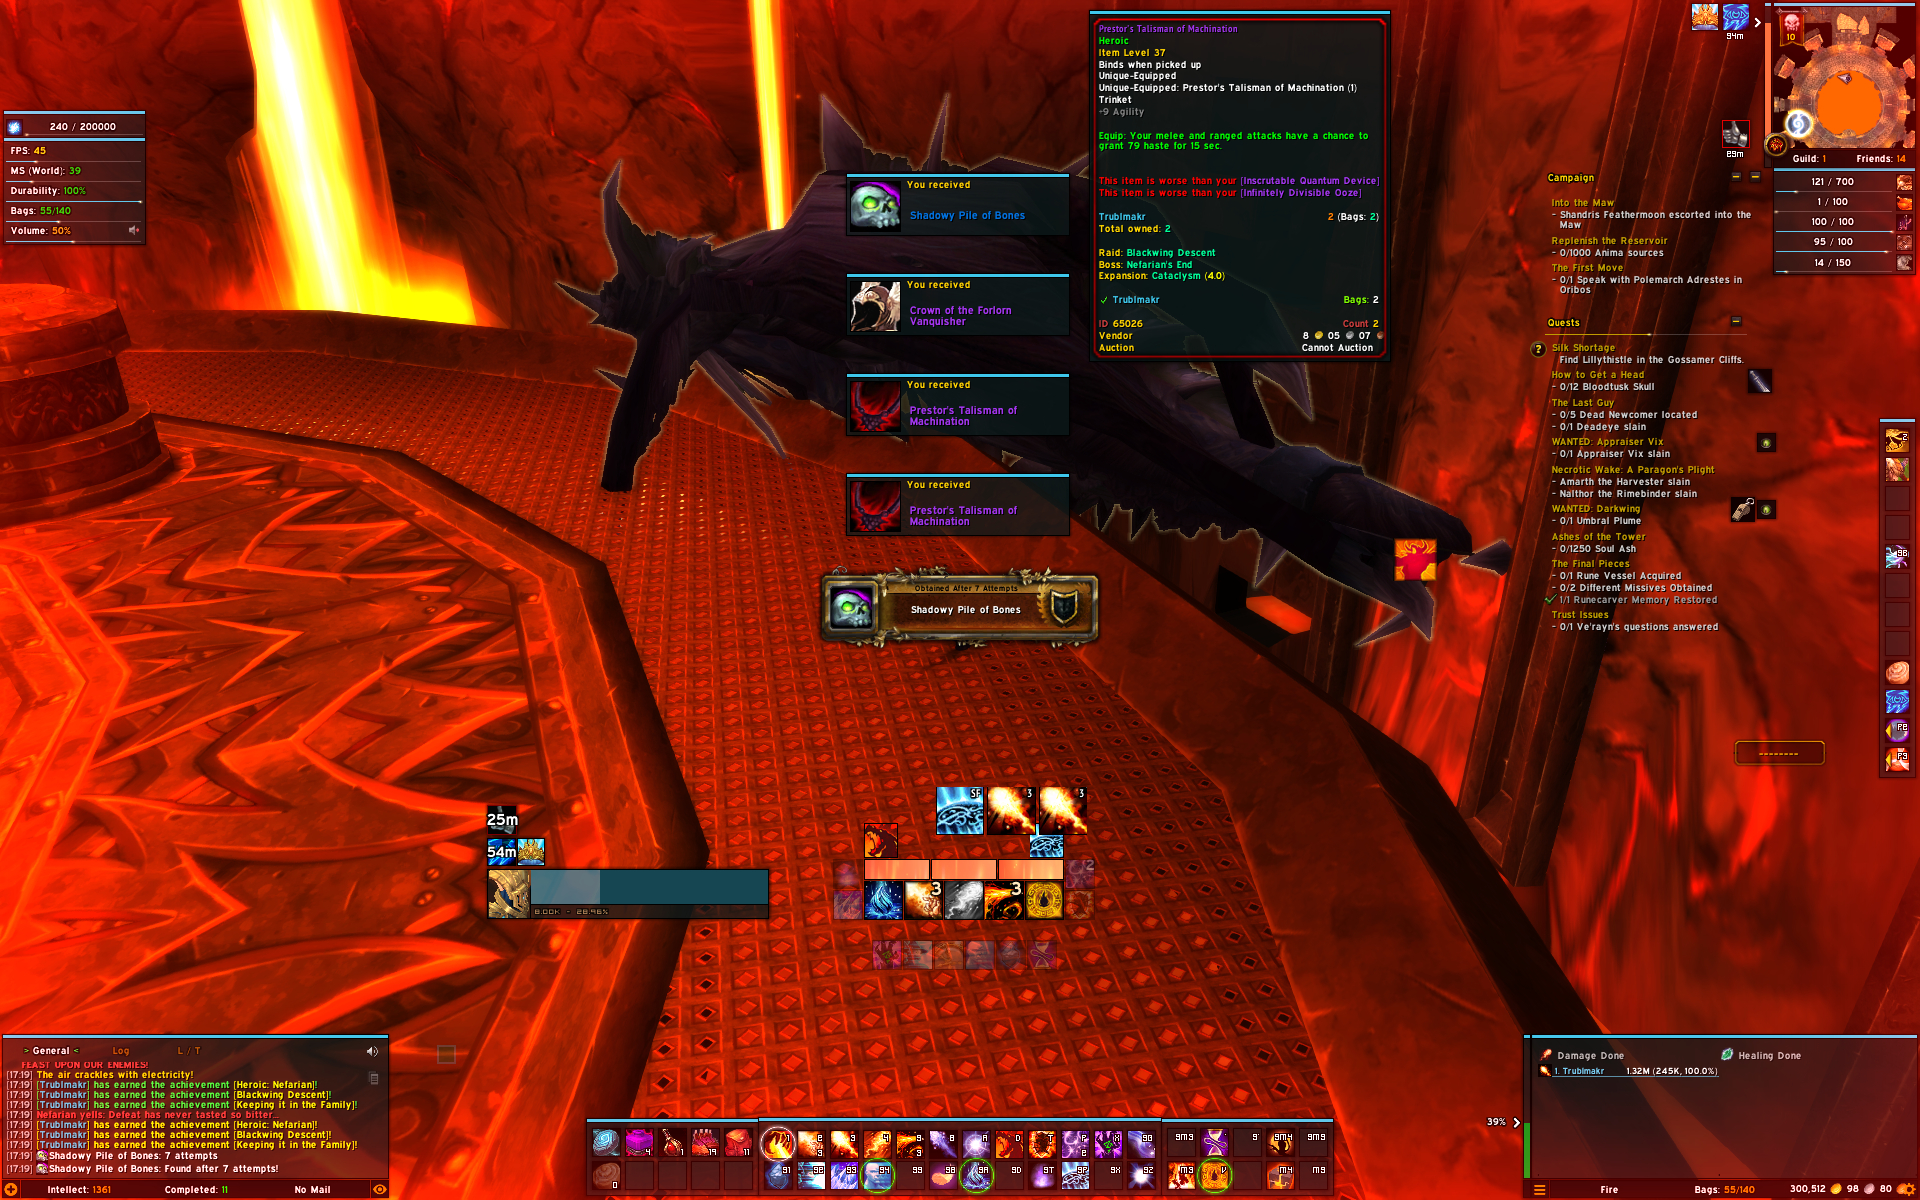 240 / 200000
FPS: 45
MS (World): 39
Durability: 100%
Bags: 55/140
Volume: 50%
You received
Shadowy Pile of Bones
You received
Crown of the Forlorn
Vanquisher
You received
Prestor's Talisman of
Machination
You received
Prestor's Talisman of
Machination
Obtained After 7 Attempts
Shadowy Pile of Bones
Prestor's Talisman of Machination
Heroic
Item Level 37
Binds when picked up
Unique-Equipped
Unique-Equipped: Prestor's Talisman of Machination (1)
Trinket
+9 Agility
Equip: Your melee and ranged attacks have a chance to
grant 79 haste for 15 sec.
This item is worse than your [Inscrutable Quantum Device]
This item is worse than your [Infinitely Divisible Ooze]
Trublmakr 2 (Bags: 2)
Total owned: 2
Raid: Blackwing Descent
Boss: Nefarian's End
Expansion: Cataclysm (4.0)
Trublmakr Bags: 2
ID 65026 Count 2
Vendor 8 05 07
Auction Cannot Auction
94m
10
89m
Guild: 1 Friends: 14
121 / 700
1 / 100
100 / 100
95 / 100
14 / 150
Campaign
Into the Maw
- Shandris Feathermoon escorted into the
Maw
Replenish the Reservoir
- 0/1000 Anima sources
The First Move
- 0/1 Speak with Polemarch Adrestes in
Oribos
Quests
? Silk Shortage
Find Lillythistle in the Gossamer Cliffs.
How to Get a Head
- 0/12 Bloodtusk Skull
The Last Guy
- 0/5 Dead Newcomer located
- 0/1 Deadeye slain
WANTED: Appraiser Vix
- 0/1 Appraiser Vix slain
Necrotic Wake: A Paragon's Plight
- Amarth the Harvester slain
- Nalthor the Rimebinder slain
WANTED: Darkwing
- 0/1 Umbral Plume
Ashes of the Tower
- 0/1250 Soul Ash
The Final Pieces
- 0/1 Rune Vessel Acquired
- 0/2 Different Missives Obtained
1/1 Runecarver Memory Restored
Trust Issues
- 0/1 Ve'rayn's questions answered
--------
25m
54m
8.00K - 28.96%
SF 3 3
2
3 3
> General < Log L / T
FEAST UPON OUR ENEMIES!
[17:19] The air crackles with electricity!
[17:19] [Trublmakr] has earned the achievement [Heroic: Nefarian]!
[17:19] [Trublmakr] has earned the achievement [Blackwing Descent]!
[17:19] [Trublmakr] has earned the achievement [Keeping it in the Family]!
[17:19] Nefarian yells: Defeat has never tasted so bitter...
[17:19] [Trublmakr] has earned the achievement [Heroic: Nefarian]!
[17:19] [Trublmakr] has earned the achievement [Blackwing Descent]!
[17:19] [Trublmakr] has earned the achievement [Keeping it in the Family]!
[17:19] Shadowy Pile of Bones: 7 attempts
[17:19] Shadowy Pile of Bones: Found after 7 attempts!
Intellect: 1361 Completed: 11 No Mail
Damage Done Healing Done
1. Trublmakr 1.32M (245K, 100.0%)
39%
Fire Bags: 55/140 300,512 98 80